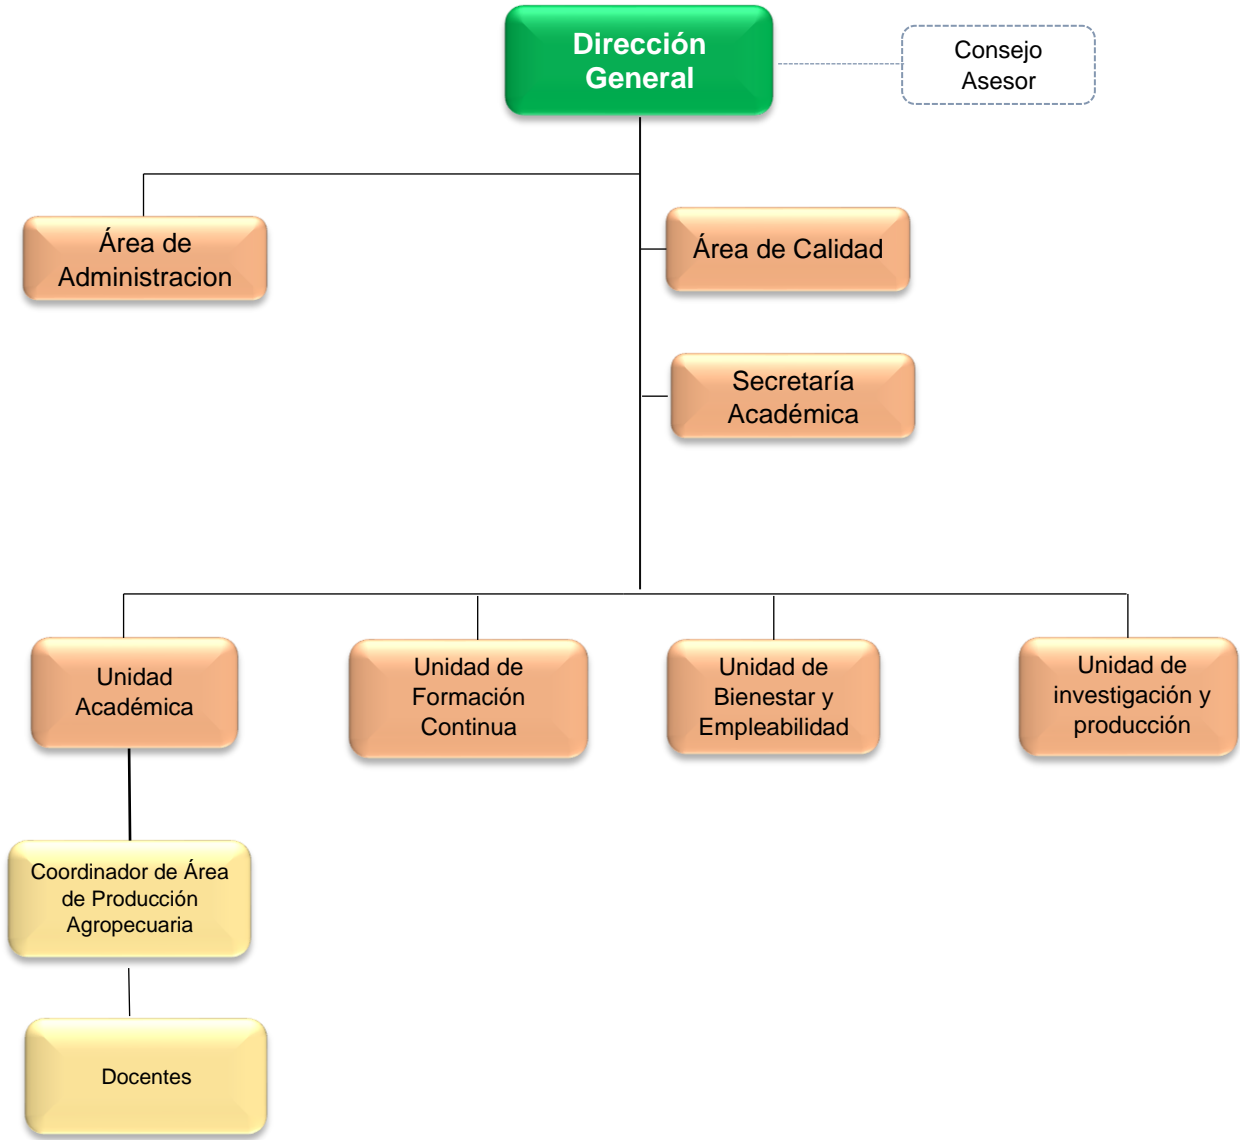 Dirección
General
Consejo
Asesor
Área de
Administracion
Área de Calidad
Secretaría
Académica
Unidad
Académica
Unidad de
Formación
Continua
Unidad de
Bienestar y
Empleabilidad
Unidad de
investigación y
producción
Coordinador de Área
de Producción
Agropecuaria
Docentes